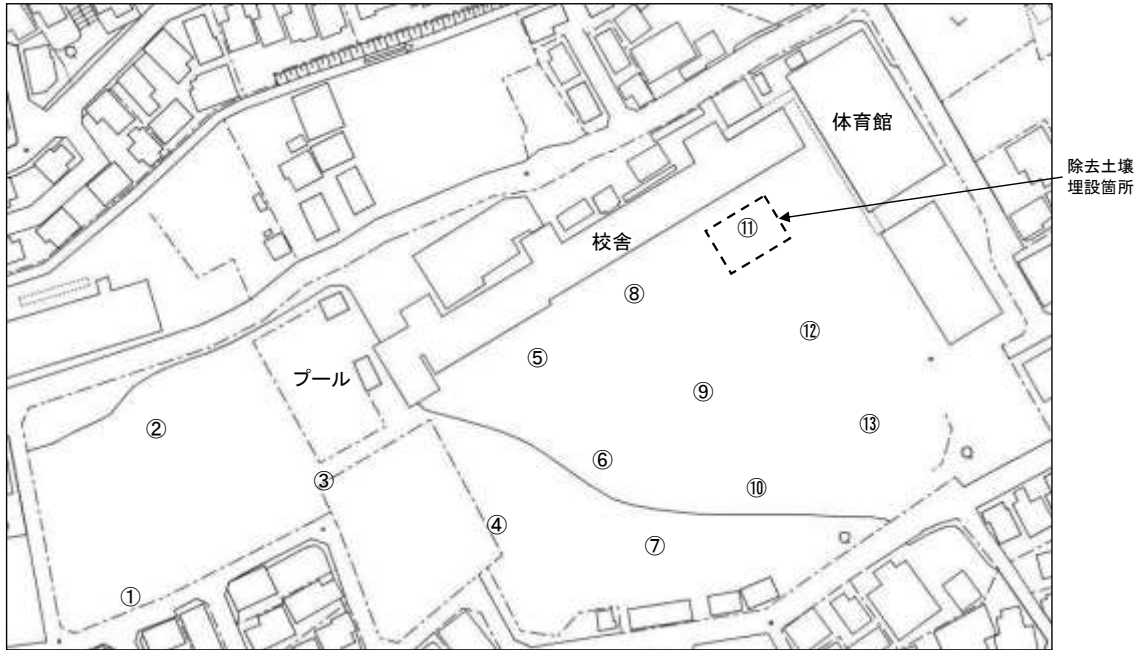 体育館
除去土壌
埋設箇所
⑪
校舎
⑧
⑫
⑤
プール
⑨
②
⑬
⑥
③
⑩
④
⑦
①